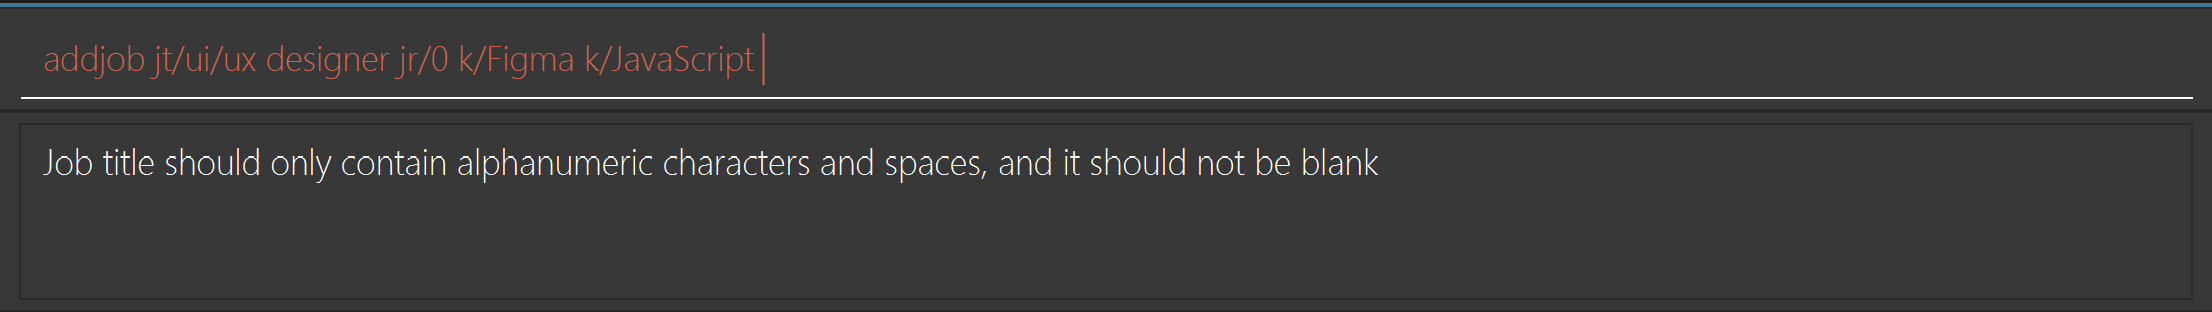 addjob jt/ui/ux designer jr/0 k/Figma k/JavaScript
Job title should only contain alphanumeric characters and spaces, and it should not be blank